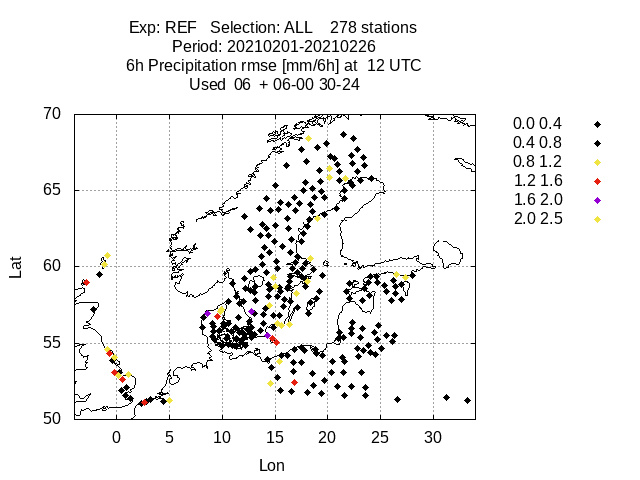 Exp: REF Selection: ALL 278 stations
Period: 20210201-20210226
6h Precipitation rmse [mm/6h] at 12 UTC
Used 06 + 06-00 30-24
70
65
60
55
50
Lat
0 5 10 15 20 25 30
Lon
0.0 0.4
0.4 0.8
0.8 1.2
1.2 1.6
1.6 2.0
2.0 2.5